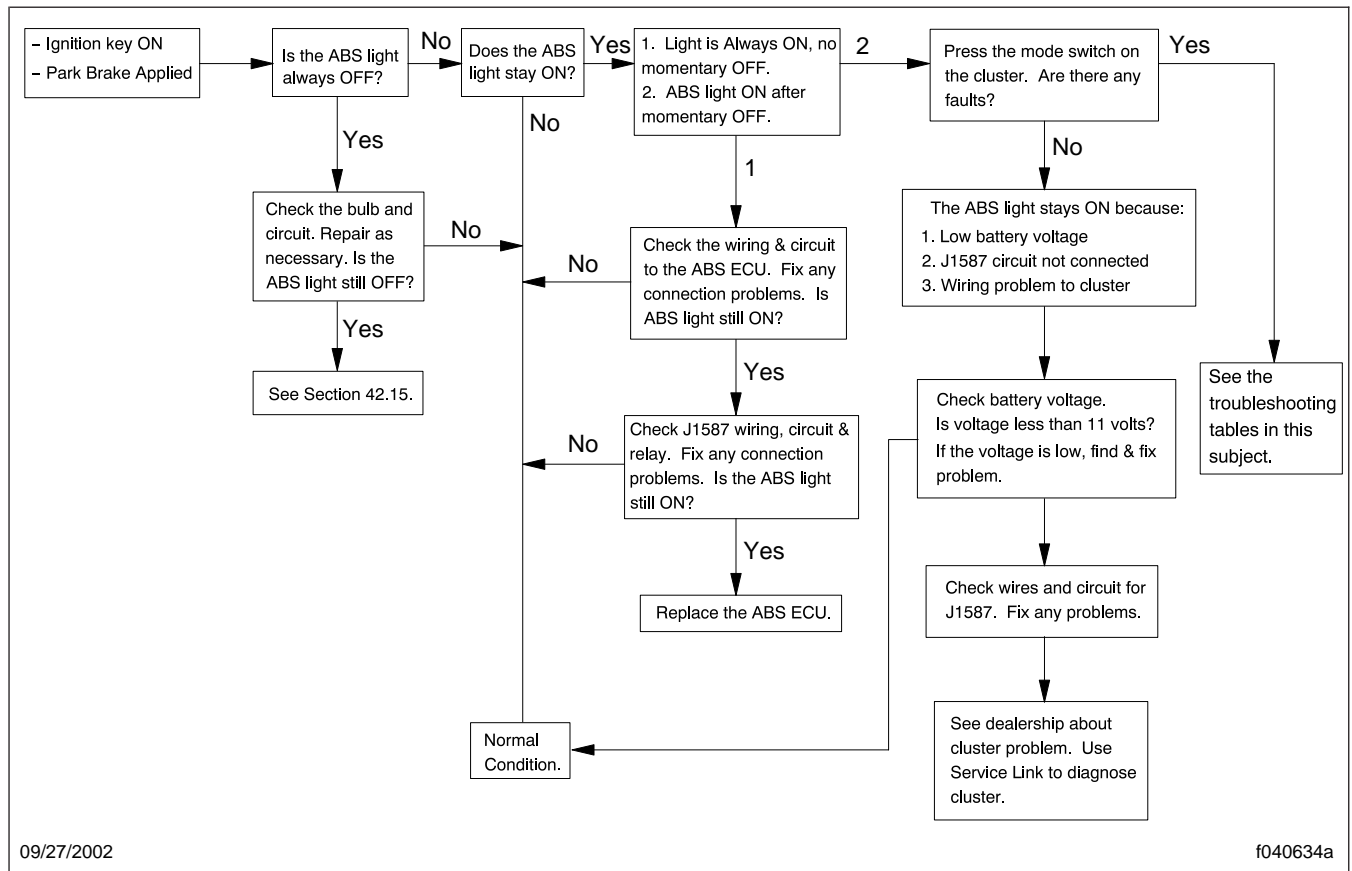 – Ignition key ON
– Park Brake Applied
Is the ABS light
always OFF?
No
Does the ABS
light stay ON?
Yes
1. Light is Always ON, no
momentary OFF.
2. ABS light ON after
momentary OFF.
2
Press the mode switch on
the cluster. Are there any
faults?
Yes
Yes
No
1
No
Check the bulb and
circuit. Repair as
necessary. Is the
ABS light still OFF?
No
Yes
See Section 42.15.
Check the wiring & circuit
to the ABS ECU. Fix any
connection problems. Is
ABS light still ON?
No
Yes
Check J1587 wiring, circuit &
relay. Fix any connection
problems. Is the ABS light
still ON?
No
Yes
Replace the ABS ECU.
The ABS light stays ON because:
1. Low battery voltage
2. J1587 circuit not connected
3. Wiring problem to cluster
Check battery voltage.
Is voltage less than 11 volts?
If the voltage is low, find & fix
problem.
See the
troubleshooting
tables in this
subject.
Check wires and circuit for
J1587. Fix any problems.
See dealership about
cluster problem. Use
Service Link to diagnose
cluster.
Normal
Condition.
09/27/2002
f040634a